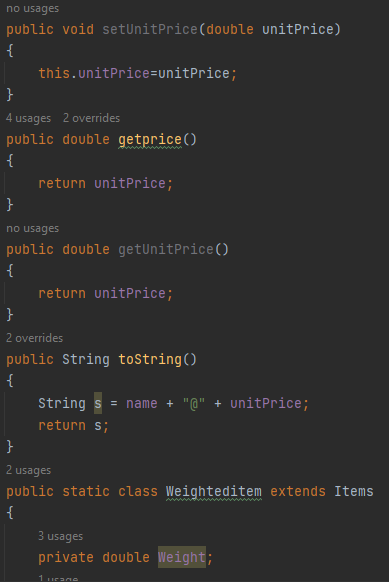 no usages
public void setUnitPrice(double unitPrice)
{
this.unitPrice=unitPrice;
}
4 usages 2 overrides
public double getprice()
{
return unitPrice;
}
no usages
public double getUnitPrice()
{
return unitPrice;
}
2 overrides
public String toString()
{
String s = name + "@" + unitPrice;
return s;
}
2 usages
public static class Weighteditem extends Items
{
3 usages
private double Weight;
1 usage